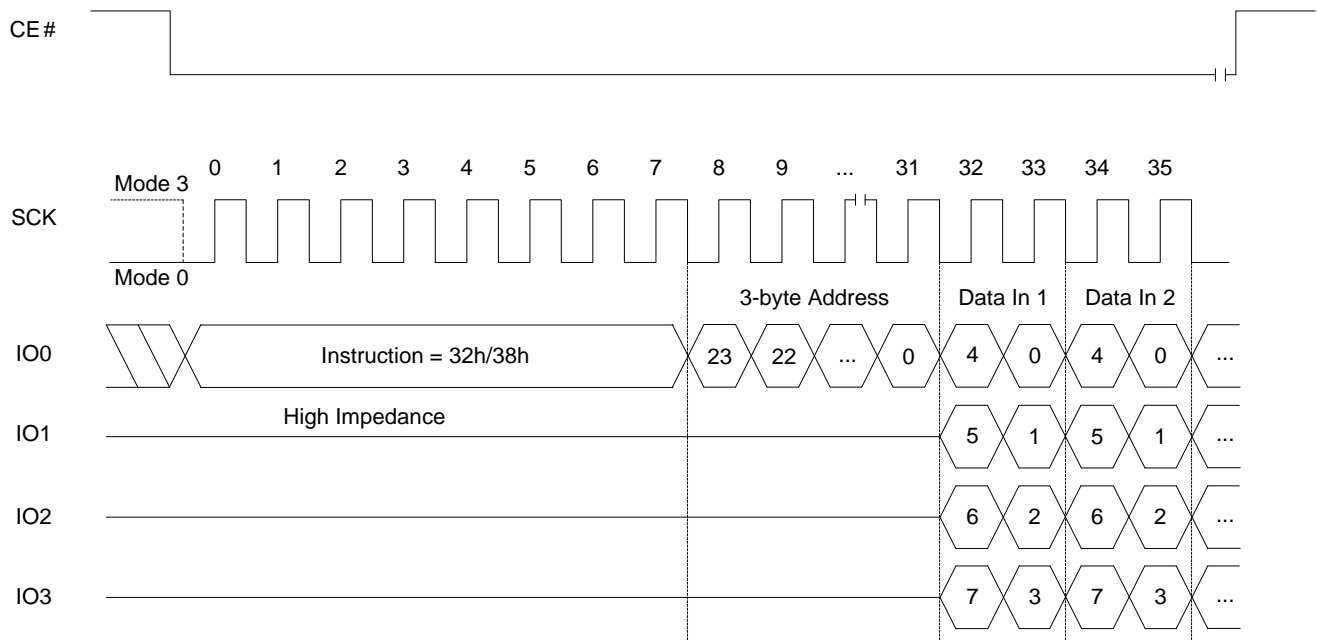 CE#
0 1 2 3 4 5 6 7 8 9 ... 31 32 33 34 35
Mode 3
SCK
Mode 0
3-byte Address Data In 1 Data In 2
IO0 Instruction = 32h/38h 23 22 ... 0 4 0 4 0 ...
High Impedance
IO1 5 1 5 1 ...
IO2 6 2 6 2 ...
IO3 7 3 7 3 ...